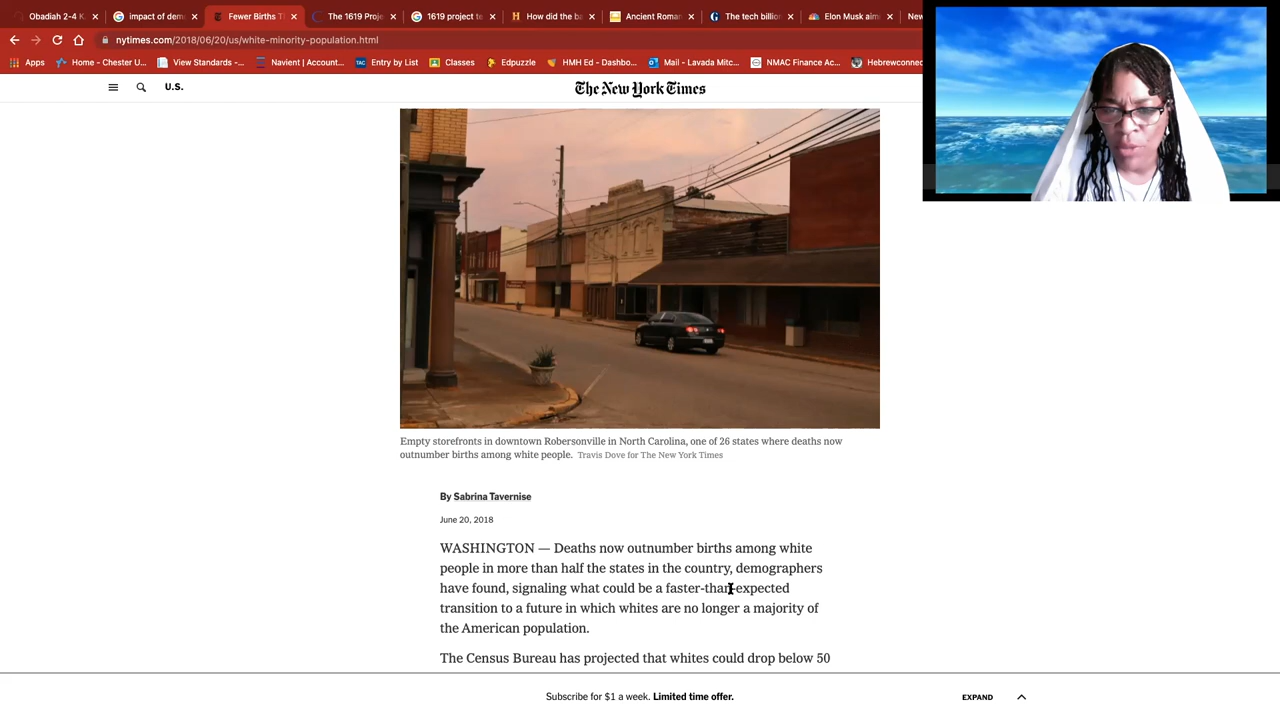 Obadiah 2-4 K
impact of dem
Fewer Births T
The 1619 Proje
1619 project te
How did the ba
Ancient Roman
The tech billion
Elon Musk aim
New
nytimes.com/2018/06/20/us/white-minority-population.html
Apps
Home - Chester U...
View Standards -...
Navient | Account...
TAC
Entry by List
Classes
Edpuzzle
HMH Ed - Dashbo...
Mail - Lavada Mitc...
NMAC Finance Ac...
Hebrewconnec
U.S.
The New York Times
Empty storefronts in downtown Robersonville in North Carolina, one of 26 states where deaths now
outnumber births among white people. Travis Dove for The New York Times
By Sabrina Tavernise
June 20, 2018
WASHINGTON — Deaths now outnumber births among white
people in more than half the states in the country, demographers
have found, signaling what could be a faster-than-expected
transition to a future in which whites are no longer a majority of
the American population.
The Census Bureau has projected that whites could drop below 50
Subscribe for $1 a week. Limited time offer.
EXPAND